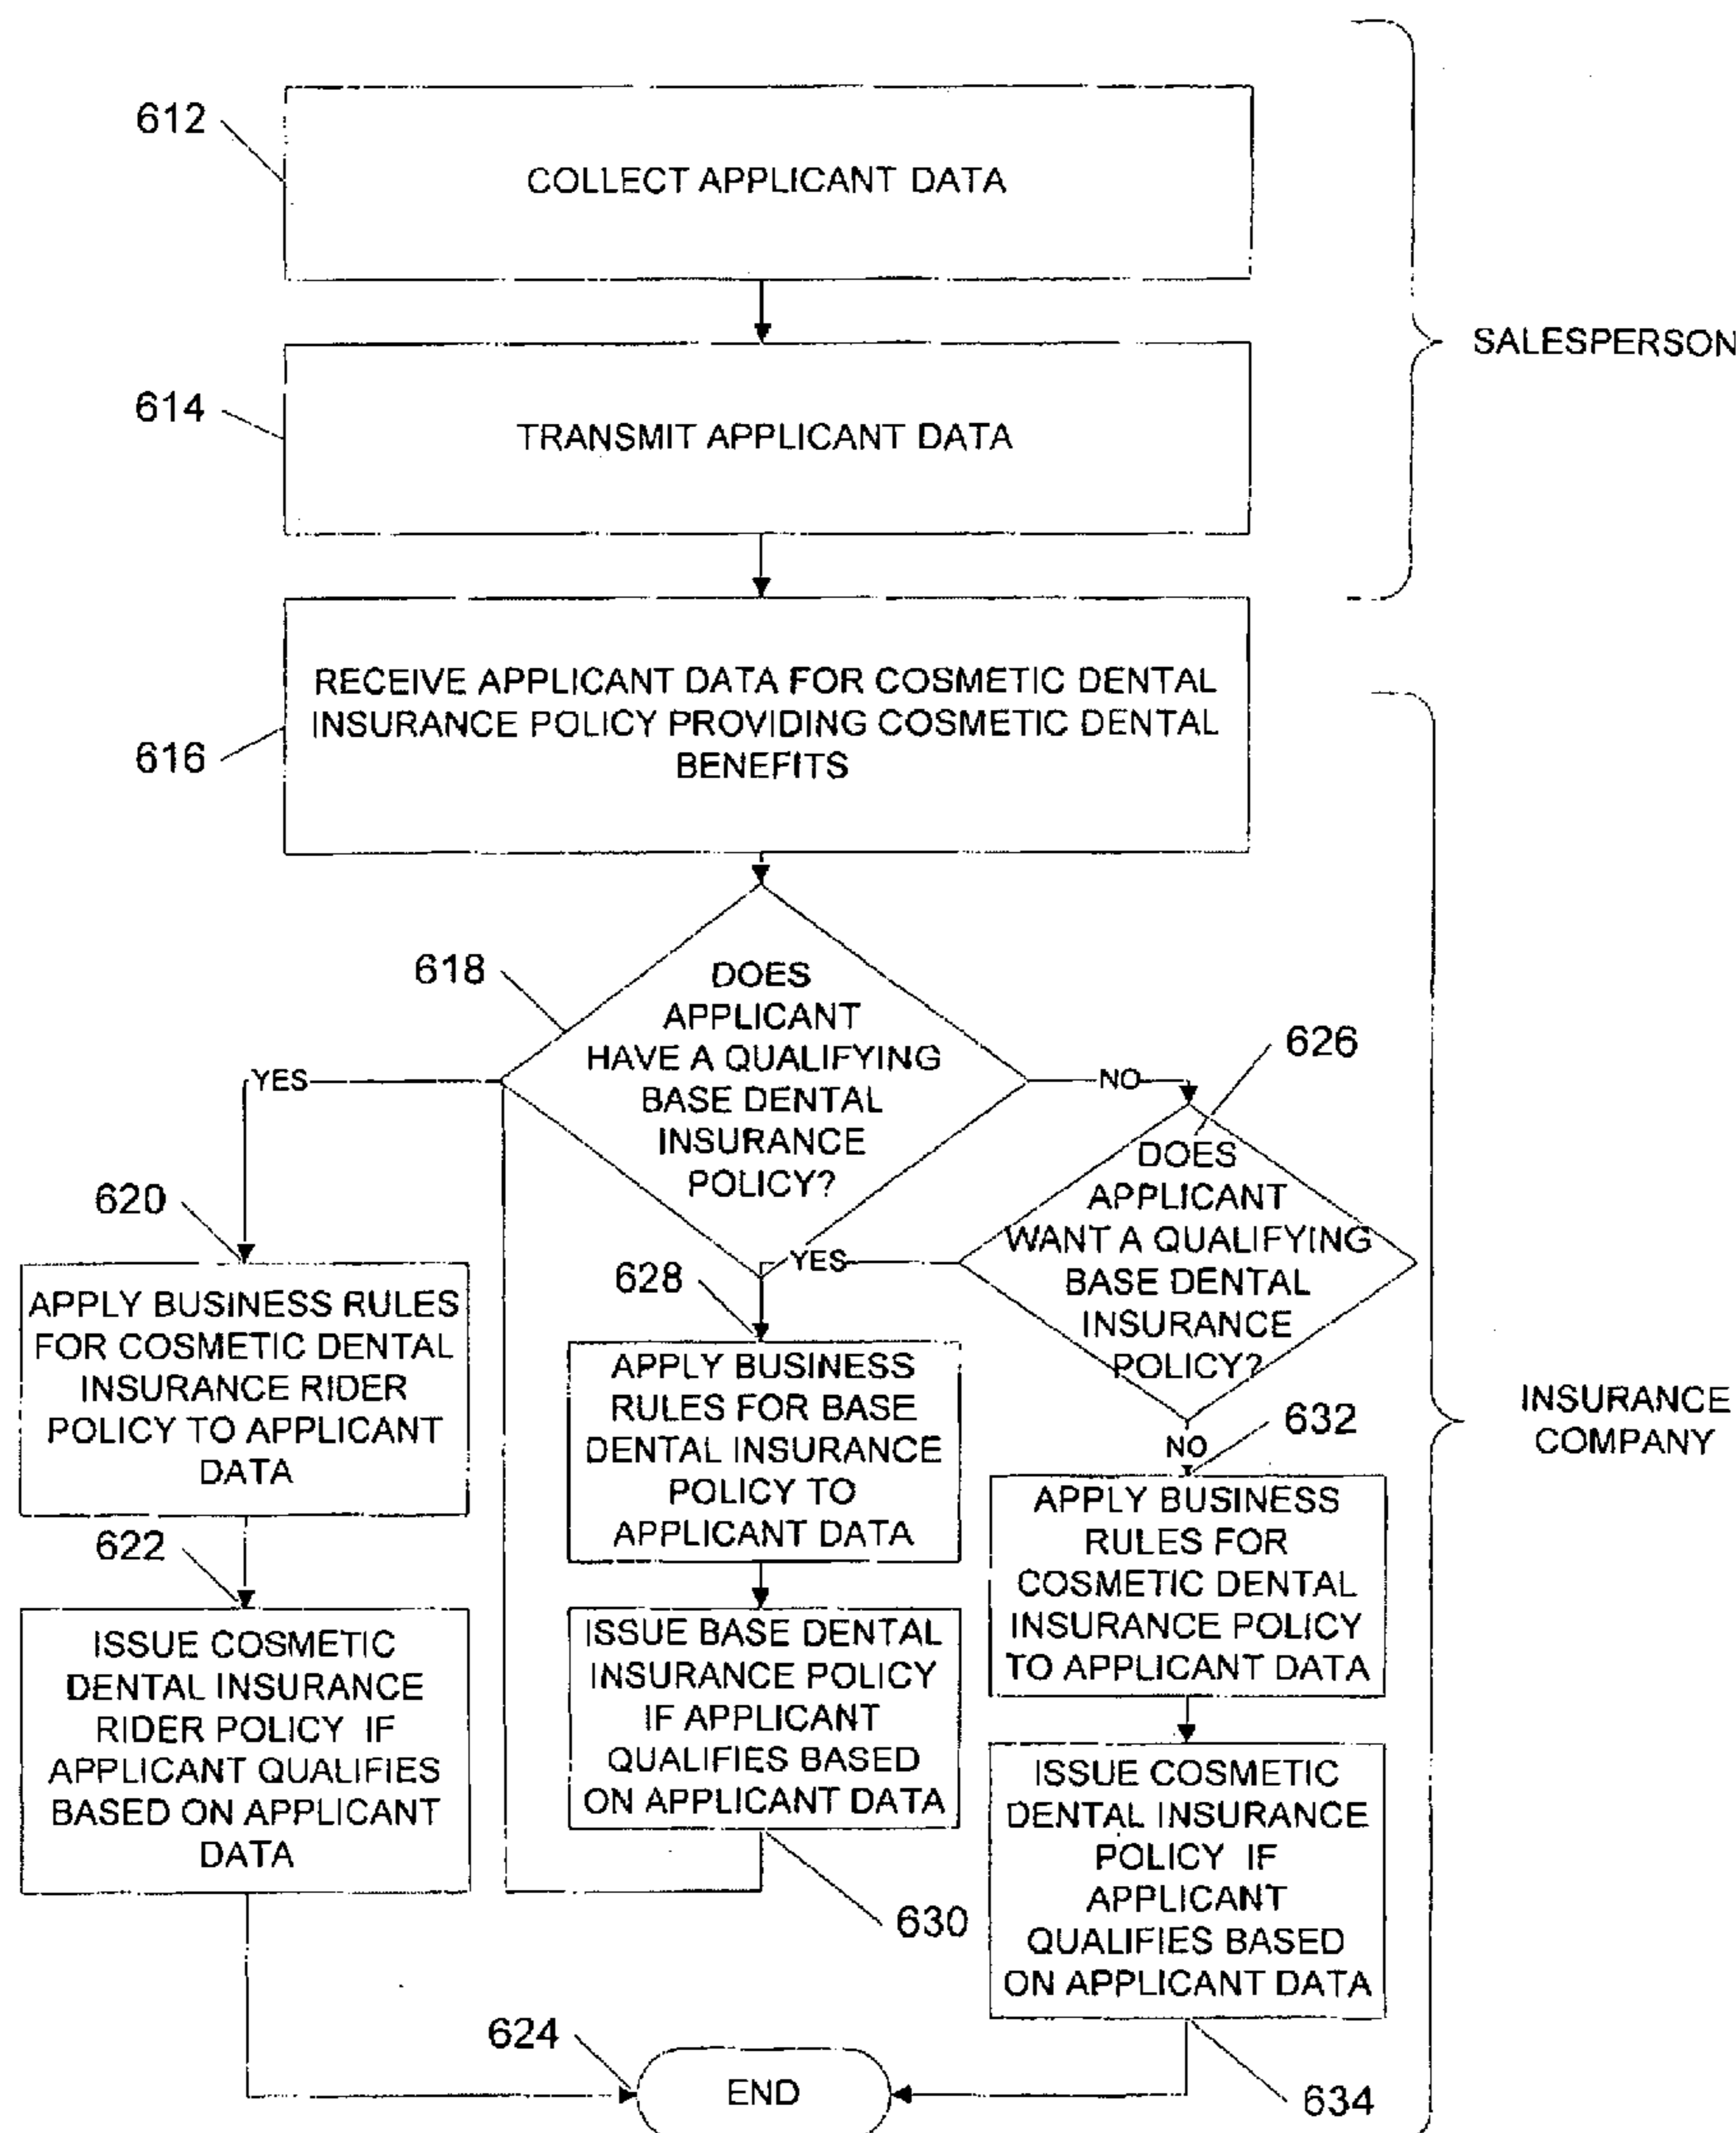 612
COLLECT APPLICANT DATA
614
TRANSMIT APPLICANT DATA
SALESPERSON
616
RECEIVE APPLICANT DATA FOR COSMETIC DENTAL
INSURANCE POLICY PROVIDING COSMETIC DENTAL
BENEFITS
618
DOES
APPLICANT
HAVE A QUALIFYING
BASE DENTAL
INSURANCE
POLICY?
YES
NO
626
DOES
APPLICANT
WANT A QUALIFYING
BASE DENTAL
INSURANCE
POLICY?
YES
NO
620
APPLY BUSINESS RULES
FOR COSMETIC DENTAL
INSURANCE RIDER
POLICY TO APPLICANT
DATA
622
ISSUE COSMETIC
DENTAL INSURANCE
RIDER POLICY IF
APPLICANT QUALIFIES
BASED ON APPLICANT
DATA
628
APPLY BUSINESS
RULES FOR BASE
DENTAL INSURANCE
POLICY TO
APPLICANT DATA
ISSUE BASE DENTAL
INSURANCE POLICY
IF APPLICANT
QUALIFIES BASED
ON APPLICANT DATA
630
632
APPLY BUSINESS
RULES FOR
COSMETIC DENTAL
INSURANCE POLICY
TO APPLICANT DATA
ISSUE COSMETIC
DENTAL INSURANCE
POLICY IF
APPLICANT
QUALIFIES BASED
ON APPLICANT DATA
634
INSURANCE
COMPANY
624
END